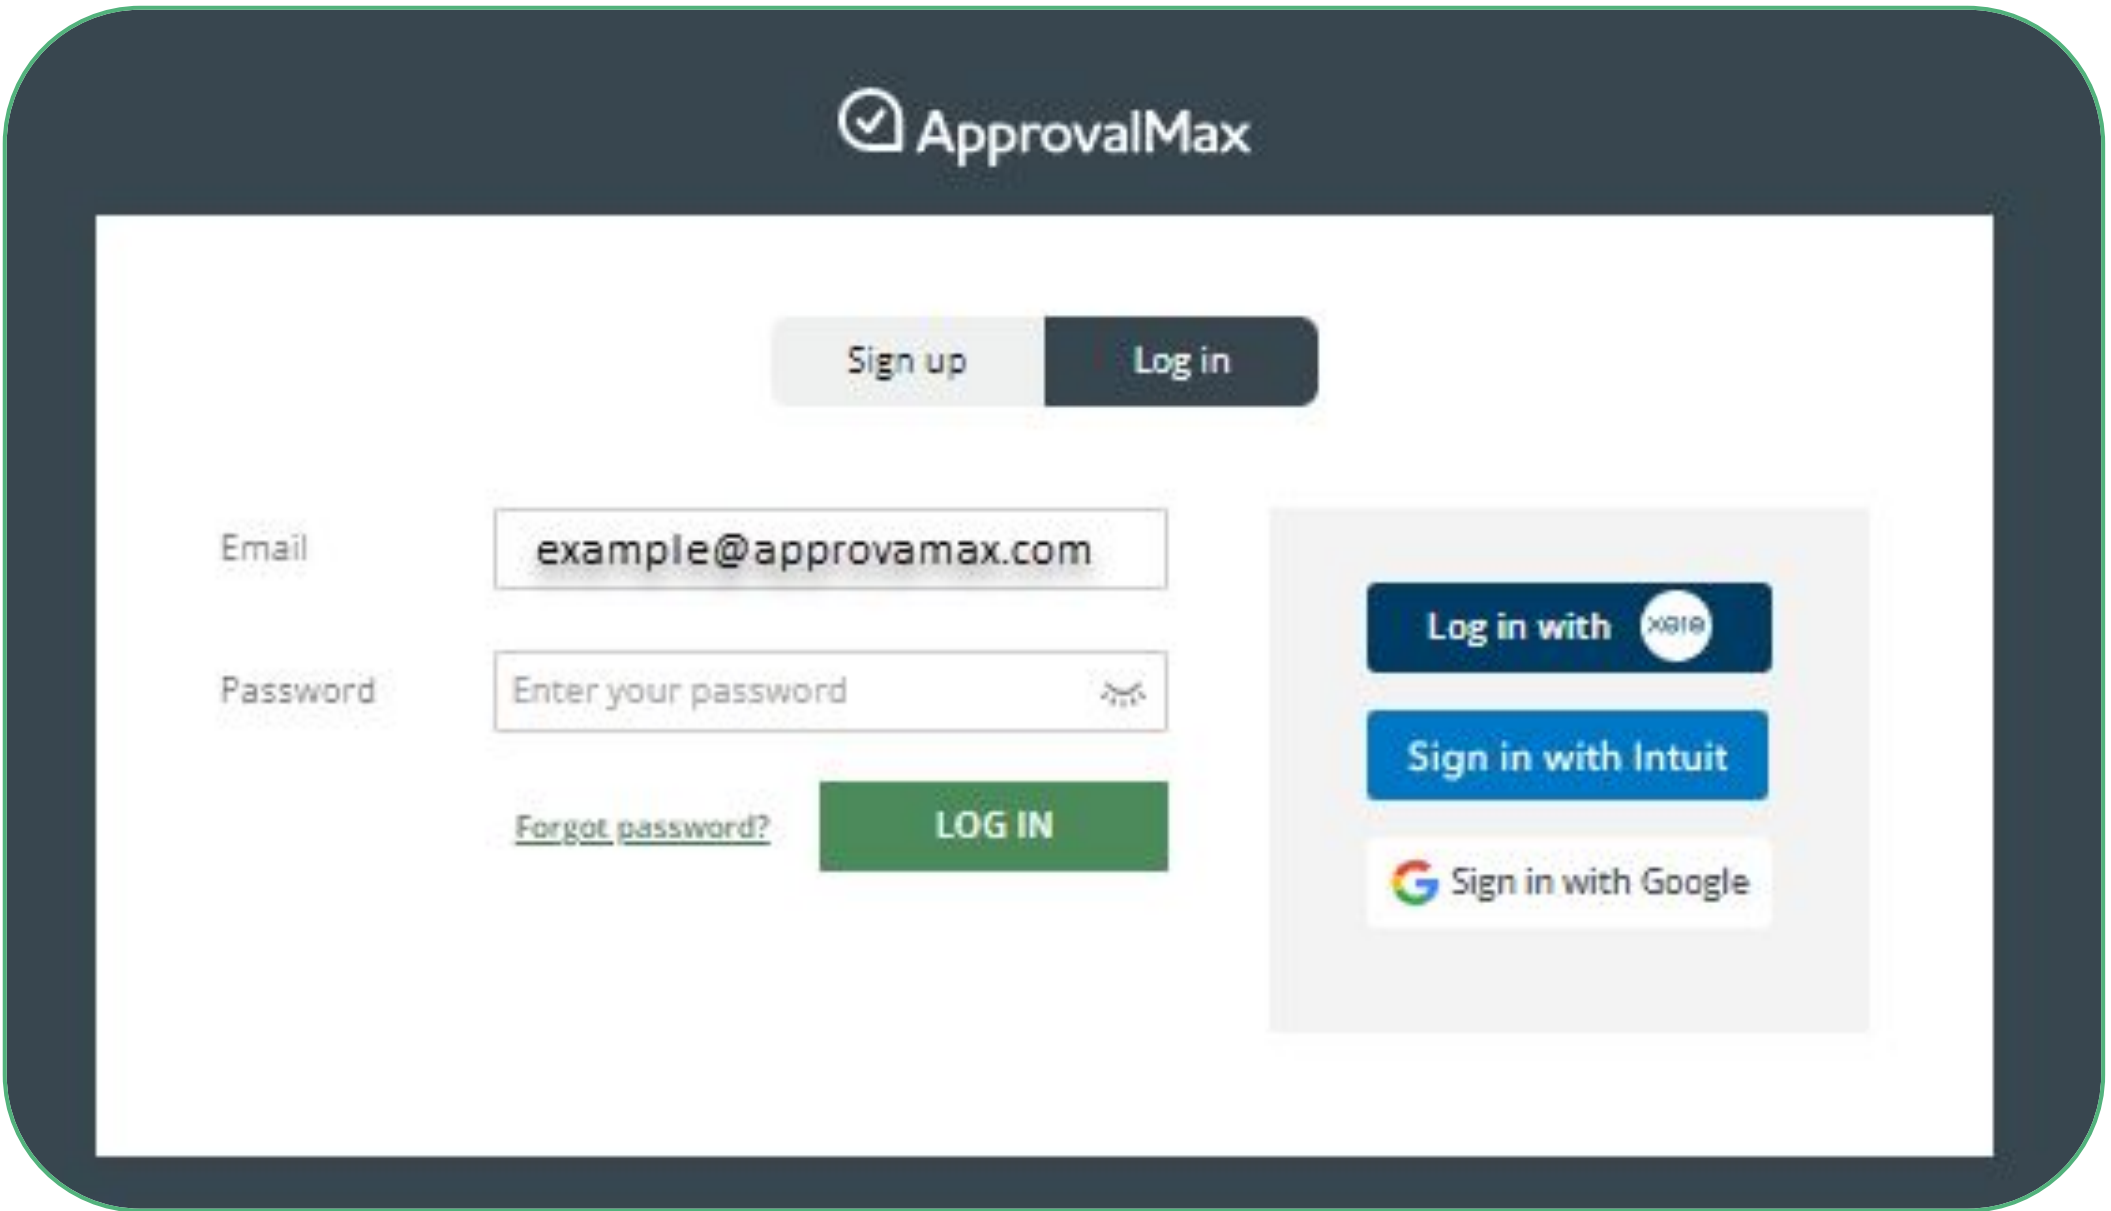 ApprovalMax
Sign up
Log in
Email
example@approvamax.com
Password
Enter your password
Forgot password?
LOG IN
Log in with xero
Sign in with Intuit
Sign in with Google